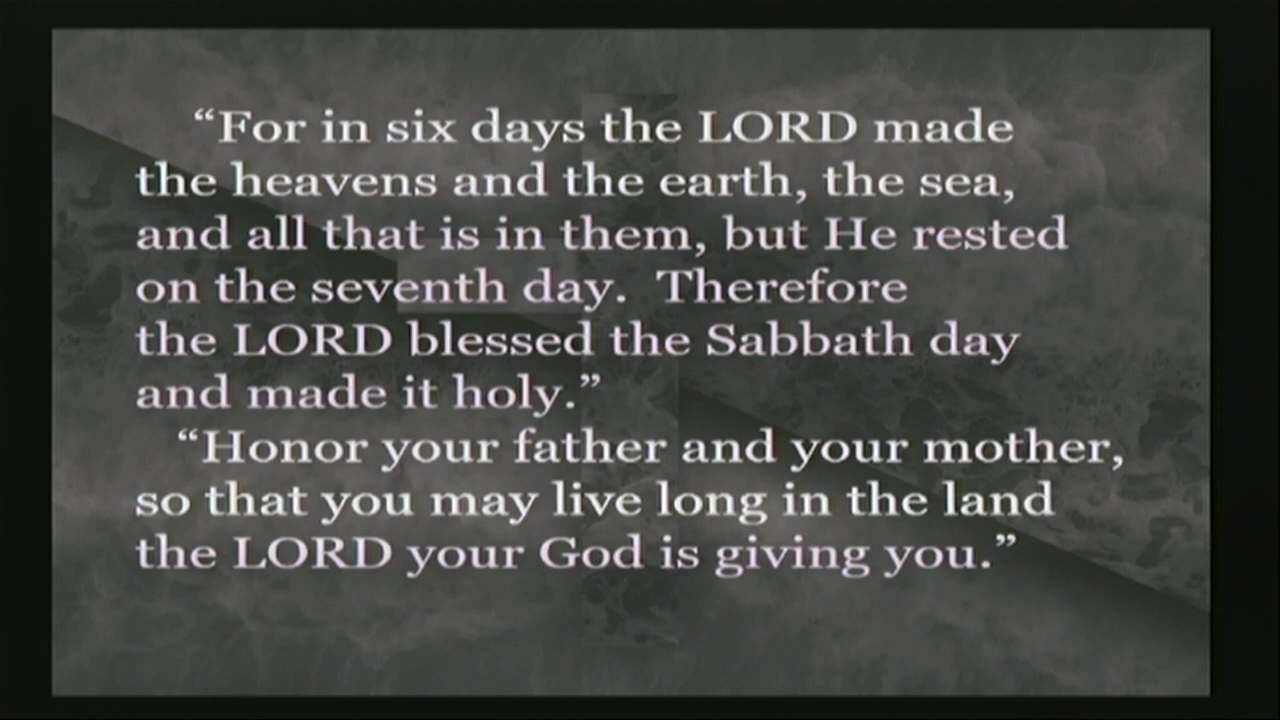 “For in six days the LORD made
the heavens and the earth, the sea,
and all that is in them, but He rested
on the seventh day.  Therefore
the LORD blessed the Sabbath day
and made it holy.”
“Honor your father and your mother,
so that you may live long in the land
the LORD your God is giving you.”